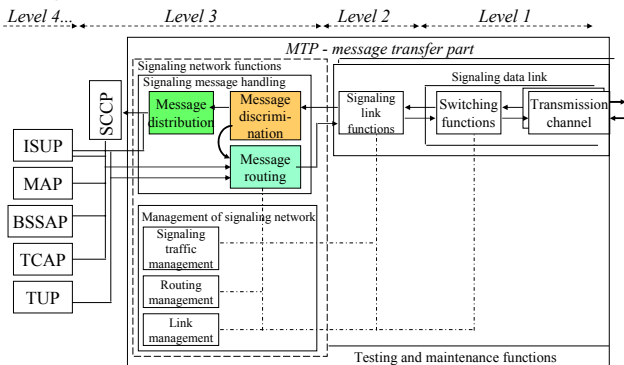 Level 4... Level 3 Level 2 Level 1
MTP - message transfer part
Signaling network functions
Signaling message handling
Signaling data link
SCCP
Message
distribution
Message
discrimi-
nation
Signaling
link
functions
Switching
functions
Transmission
channel
ISUP
Message
routing
MAP
BSSAP
Management of signaling network
Signaling
traffic
management
TCAP
Routing
management
TUP
Link
management
Testing and maintenance functions